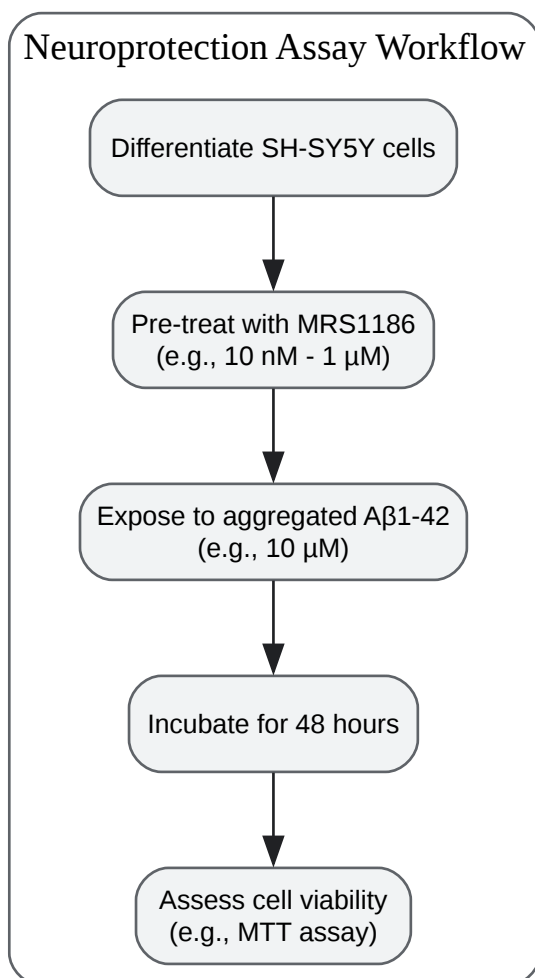 Neuroprotection Assay Workflow
Differentiate SH-SY5Y cells
Pre-treat with MRS1186
(e.g., 10 nM - 1 µM)
Expose to aggregated Aβ1-42
(e.g., 10 µM)
Incubate for 48 hours
Assess cell viability
(e.g., MTT assay)